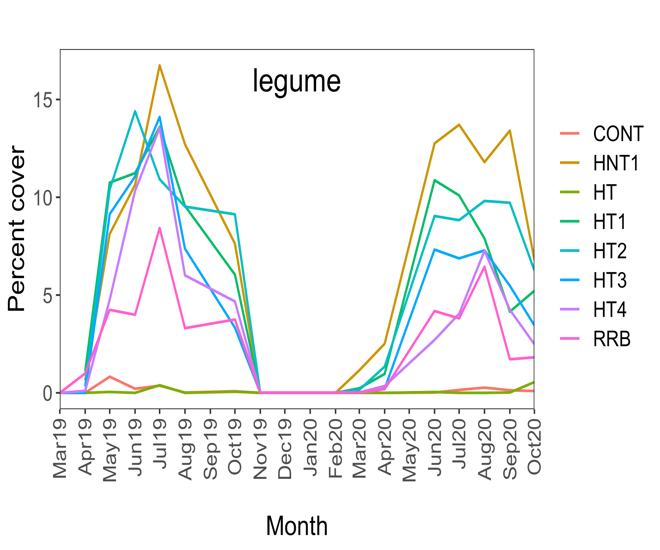 legume
Percent cover
15
10
5
0
Mar19
Apr19
May19
Jun19
Jul19
Aug19
Sep19
Oct19
Nov19
Dec19
Jan20
Feb20
Mar20
Apr20
May20
Jun20
Jul20
Aug20
Sep20
Oct20
Month
CONT
HNT1
HT
HT1
HT2
HT3
HT4
RRB